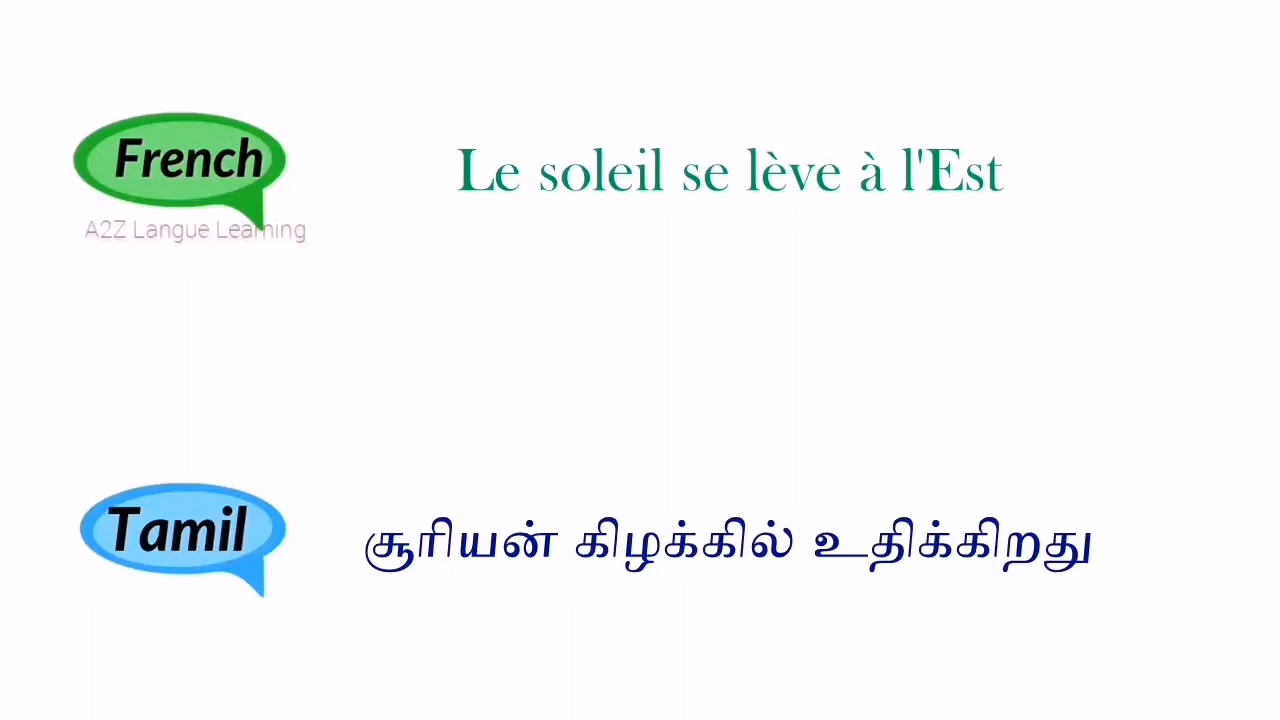 French
Le soleil se lève à l'Est
A2Z Langue Learning
Tamil
சூரியன் கிழக்கில் உதிக்கிறது